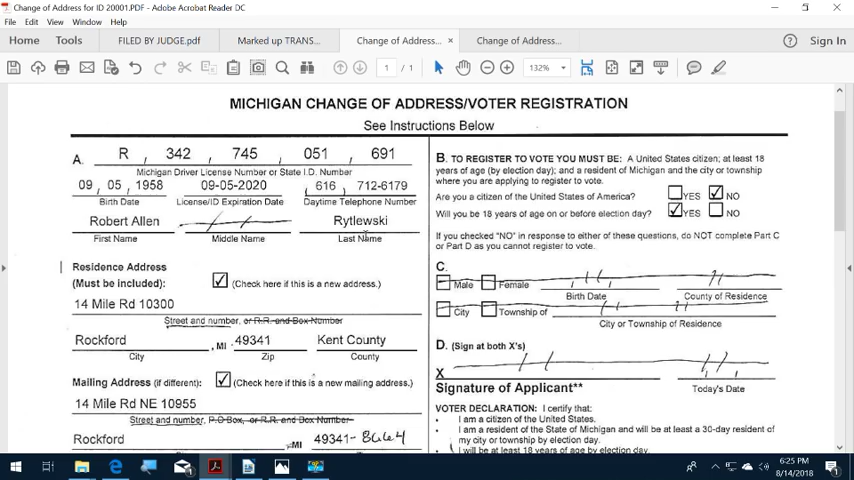 Change of Address for ID 20001.PDF - Adobe Acrobat Reader DC
File Edit View Window Help
Home Tools FILED BY JUDGE.pdf Marked up TRANS... Change of Address... × Change of Address... Sign In
1 / 1 132%
MICHIGAN CHANGE OF ADDRESS/VOTER REGISTRATION
See Instructions Below
A. R , 342 745 051 691
Michigan Driver License Number or State I.D. Number
09 , 05 , 1958 09-05-2020 , 616 , 712-6179
Birth Date License/ID Expiration Date Daytime Telephone Number
Robert Allen Rytlewski
First Name Middle Name Last Name
Residence Address
(Must be included): (Check here if this is a new address.)
14 Mile Rd 10300
Street and number, or R.R. and Box Number
Rockford , MI 49341 Kent County
City Zip County
Mailing Address (if different): (Check here if this is a new mailing address.)
14 Mile Rd NE 10955
Street and number, P.O Box, or R.R. and Box Number
Rockford , MI 49341- 8664
B. TO REGISTER TO VOTE YOU MUST BE: A United States citizen; at least 18
years of age (by election day); and a resident of Michigan and the city or township
where you are applying to register to vote.
Are you a citizen of the United States of America? YES NO
Will you be 18 years of age on or before election day? YES NO
If you checked "NO" in response to either of these questions, do NOT complete Part C
or Part D as you cannot register to vote.
C.
Male Female
Birth Date County of Residence
City Township of
City or Township of Residence
D. (Sign at both X's)
X
Signature of Applicant** Today's Date
VOTER DECLARATION: I certify that:
• I am a citizen of the United States.
• I am a resident of the State of Michigan and will be at least a 30-day resident of
my city or township by election day.
• I will be at least 18 years of age by election day.
6:25 PM
8/14/2018